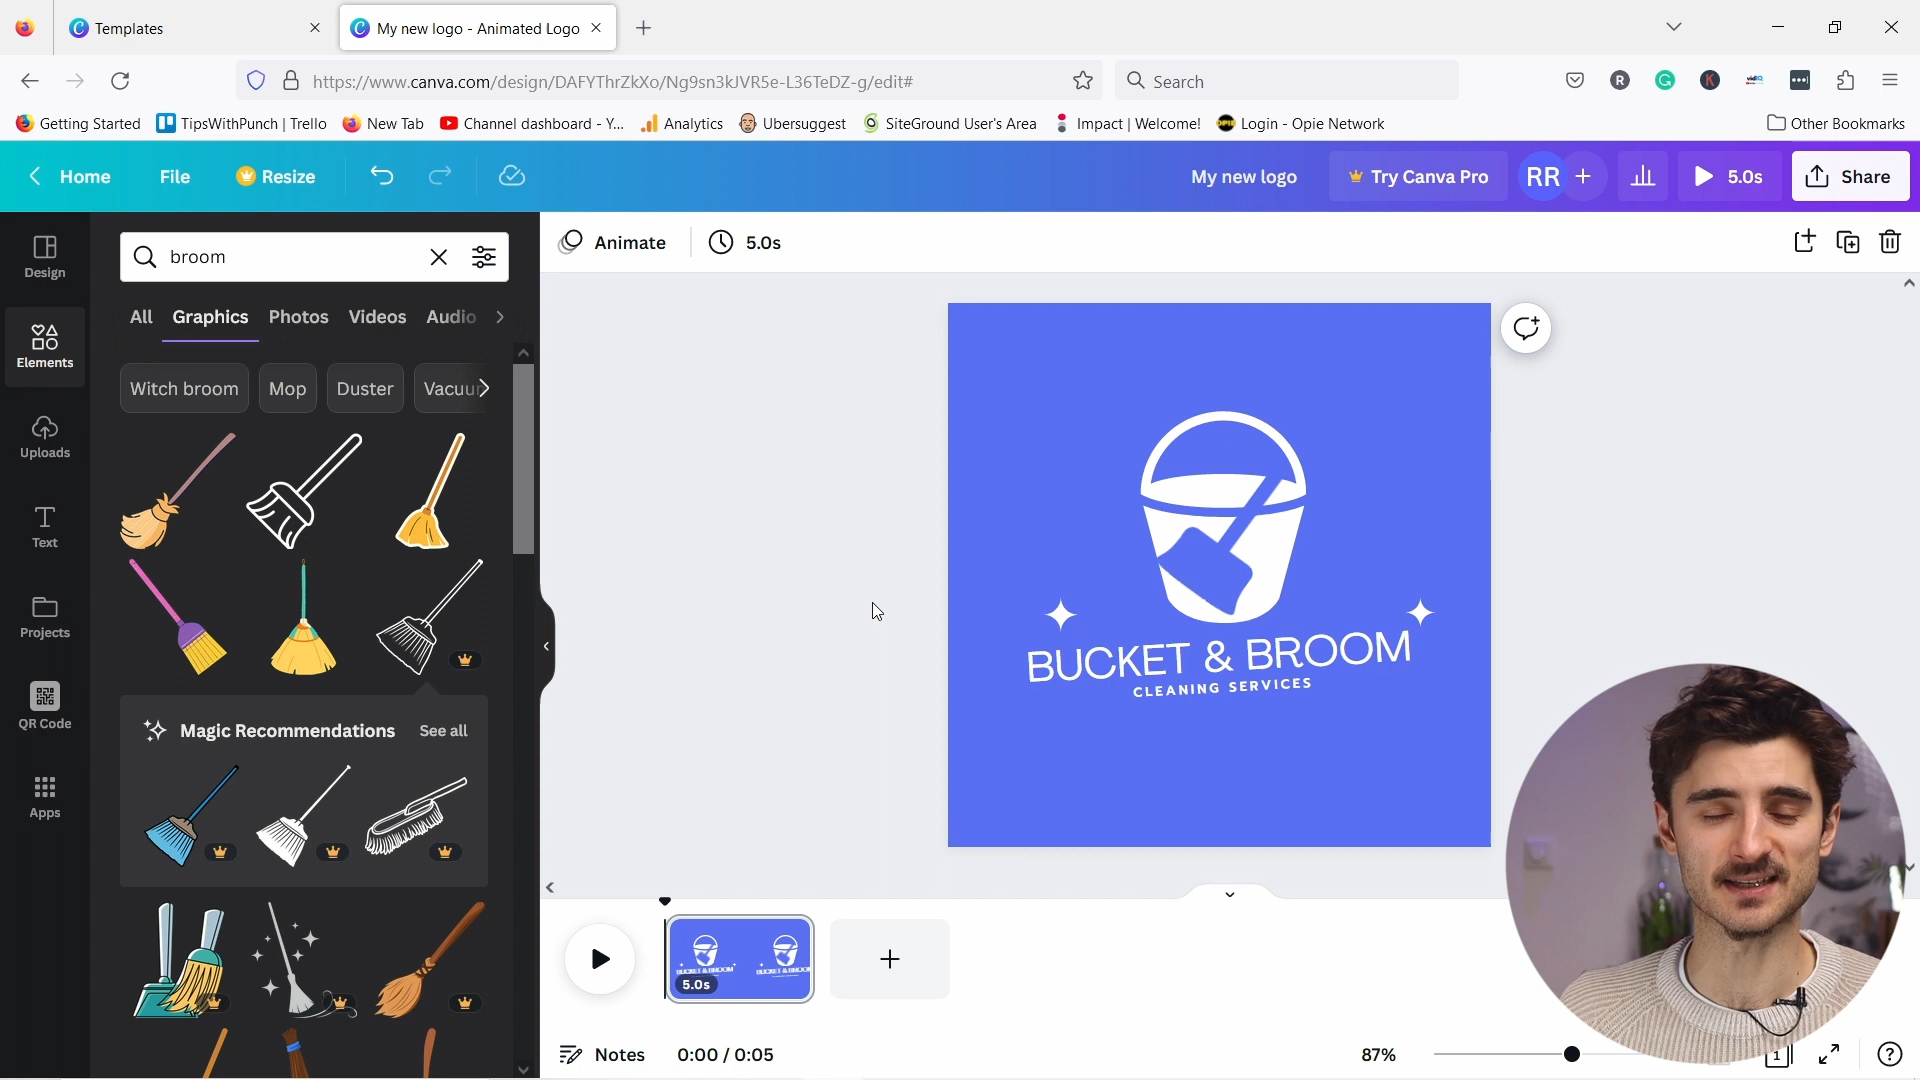 Templates
My new logo - Animated Logo
https://www.canva.com/design/DAFYThrZkXo/Ng9sn3kJVR5e-L36TeDZ-g/edit#
Search
R
K
Getting Started
TipsWithPunch | Trello
New Tab
Channel dashboard - Y...
Analytics
Ubersuggest
SiteGround User's Area
Impact | Welcome!
Login - Opie Network
Other Bookmarks
Home
File
Resize
My new logo
Try Canva Pro
RR
5.0s
Share
Design
Elements
Uploads
Text
Projects
QR Code
Apps
broom
All
Graphics
Photos
Videos
Audio
Witch broom
Mop
Duster
Magic Recommendations
See all
Animate
5.0s
BUCKET & BROOM
CLEANING SERVICES
5.0s
Notes
0:00 / 0:05
87%
1